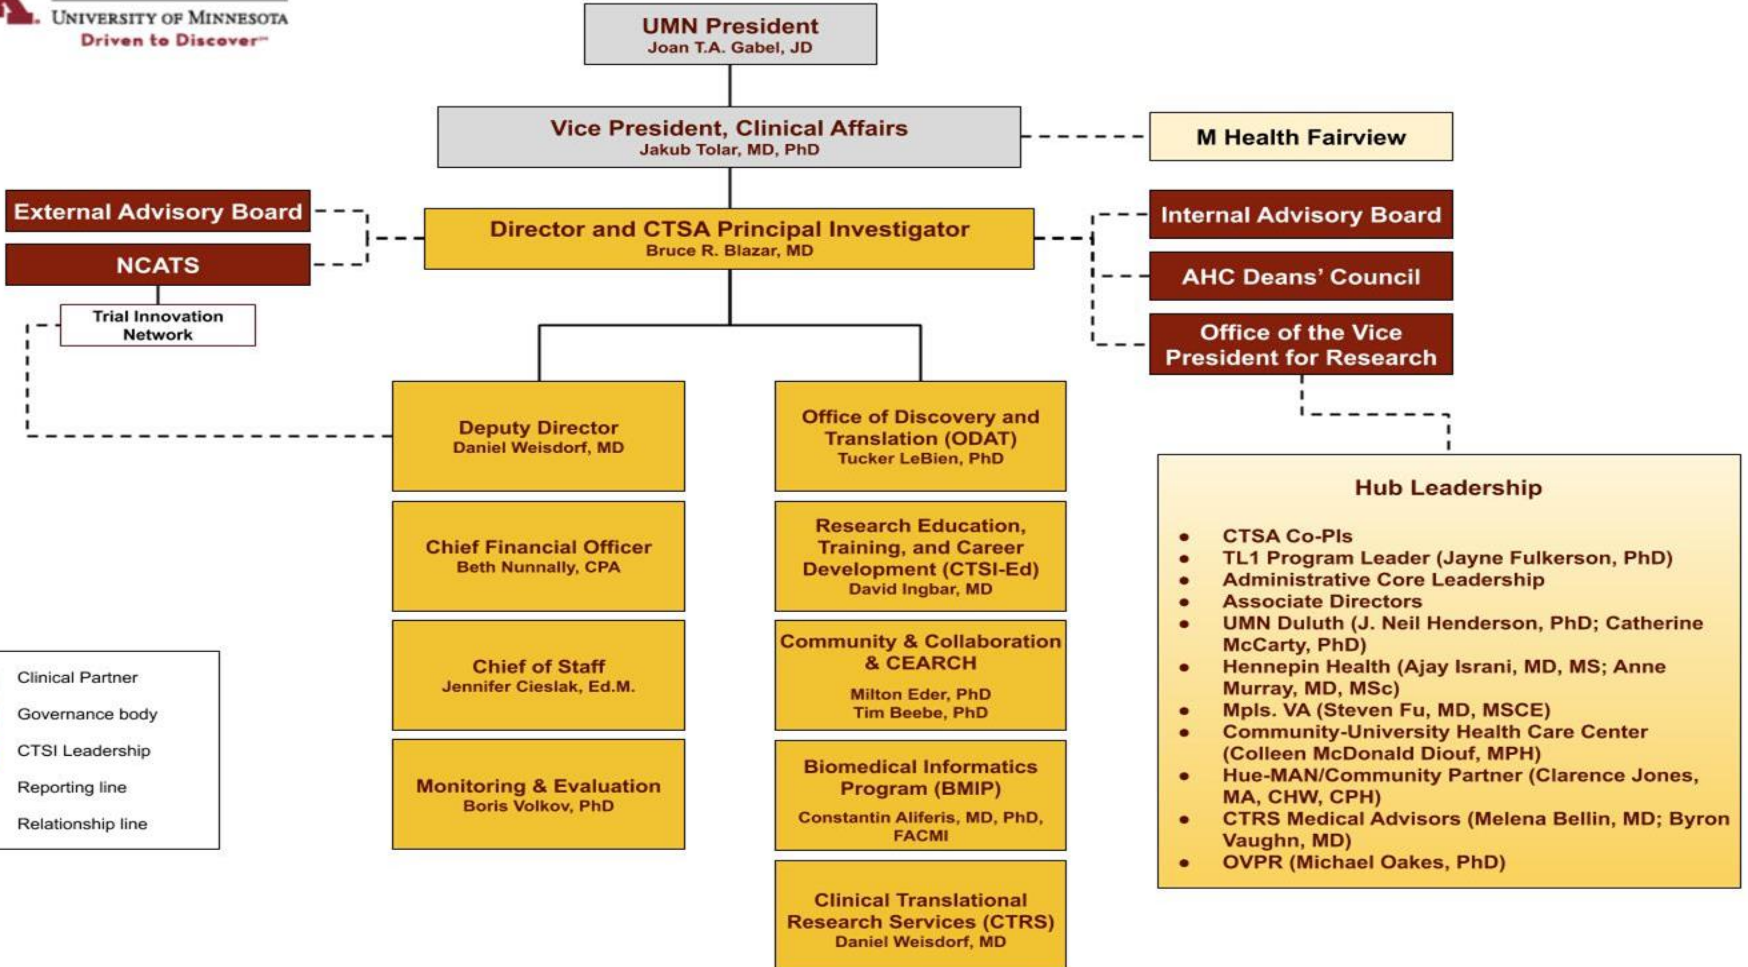 UNIVERSITY OF MINNESOTA
Driven to Discover℠
UMN President
Joan T.A. Gabel, JD
Vice President, Clinical Affairs
Jakub Tolar, MD, PhD
M Health Fairview
External Advisory Board
NCATS
Trial Innovation
Network
Director and CTSA Principal Investigator
Bruce R. Blazar, MD
Internal Advisory Board
AHC Deans’ Council
Office of the Vice
President for Research
Deputy Director
Daniel Weisdorf, MD
Chief Financial Officer
Beth Nunnally, CPA
Chief of Staff
Jennifer Cieslak, Ed.M.
Monitoring & Evaluation
Boris Volkov, PhD
Office of Discovery and
Translation (ODAT)
Tucker LeBien, PhD
Research Education,
Training, and Career
Development (CTSI-Ed)
David Ingbar, MD
Community & Collaboration
& CEARCH
Milton Eder, PhD
Tim Beebe, PhD
Biomedical Informatics
Program (BMIP)
Constantin Aliferis, MD, PhD,
FACMI
Clinical Translational
Research Services (CTRS)
Daniel Weisdorf, MD
Hub Leadership
● CTSA Co-PIs
● TL1 Program Leader (Jayne Fulkerson, PhD)
● Administrative Core Leadership
● Associate Directors
● UMN Duluth (J. Neil Henderson, PhD; Catherine
McCarty, PhD)
● Hennepin Health (Ajay Israni, MD, MS; Anne
Murray, MD, MSc)
● Mpls. VA (Steven Fu, MD, MSCE)
● Community-University Health Care Center
(Colleen McDonald Diouf, MPH)
● Hue-MAN/Community Partner (Clarence Jones,
MA, CHW, CPH)
● CTRS Medical Advisors (Melena Bellin, MD; Byron
Vaughn, MD)
● OVPR (Michael Oakes, PhD)
Clinical Partner
Governance body
CTSI Leadership
Reporting line
Relationship line